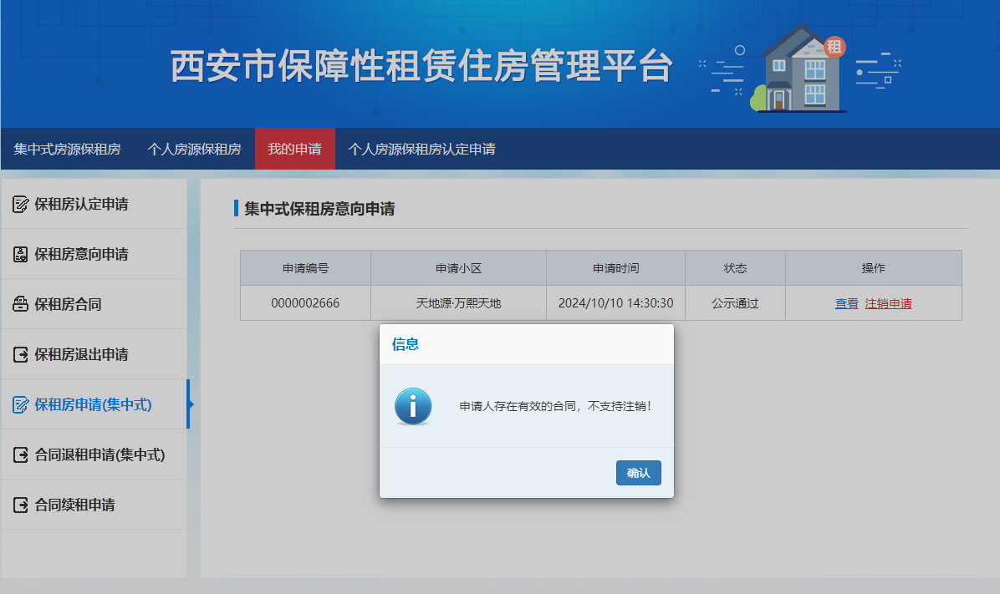 西安市保障性租赁住房管理平台
租
集中式房源保租房 个人房源保租房 我的申请 个人房源保租房认定申请
保租房认定申请
保租房意向申请
保租房合同
保租房退出申请
保租房申请(集中式)
合同退租申请(集中式)
合同续租申请
集中式保租房意向申请
申请编号 申请小区 申请时间 状态 操作
0000002666 天地源·万熙天地 2024/10/10 14:30:30 公示通过 查看 注销申请
信息
申请人存在有效的合同，不支持注销！
确认